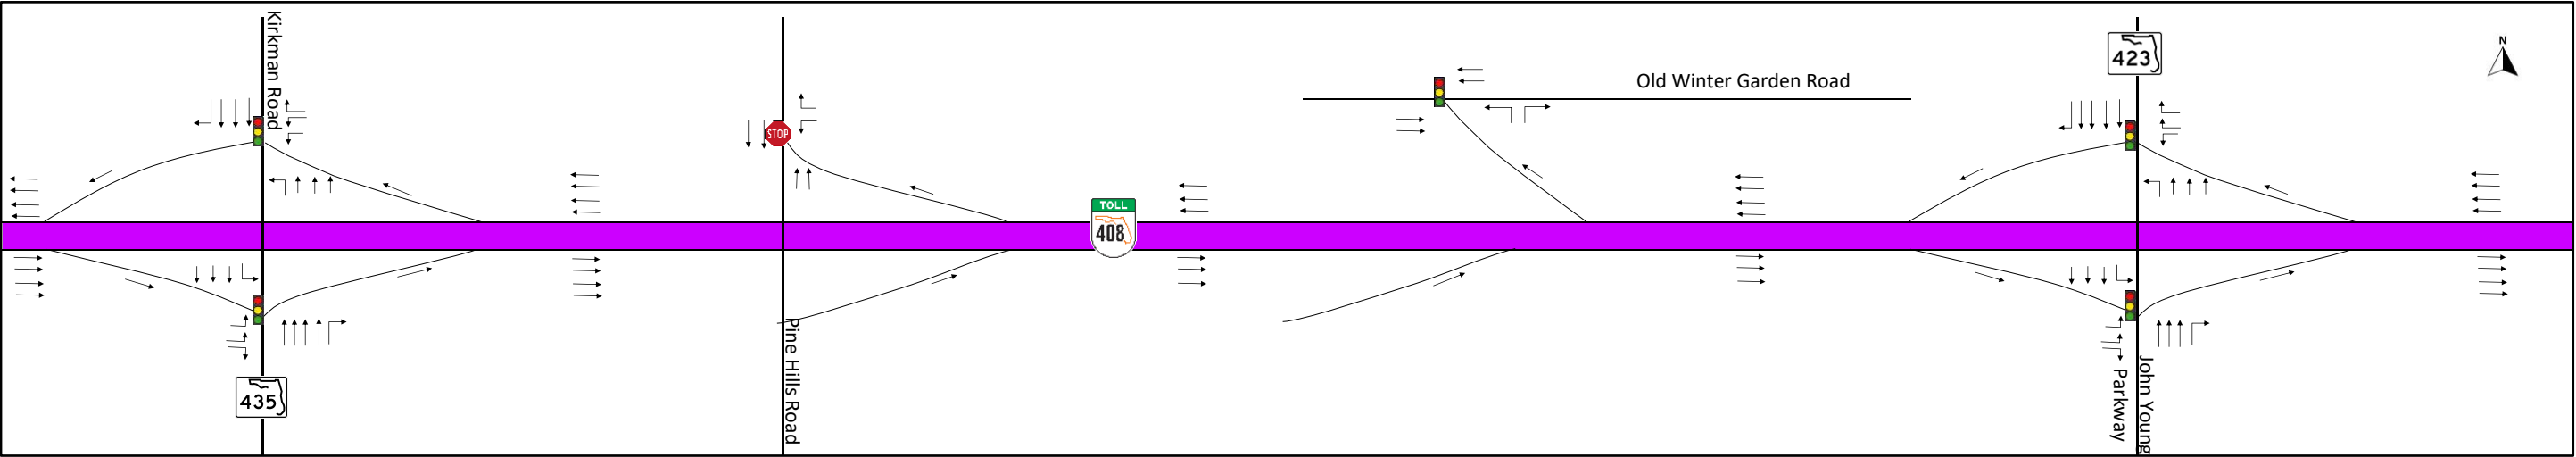 Kirkman Road
STOP
Old Winter Garden Road
423
N
TOLL
408
435
Pine Hills Road
John Young
Parkway